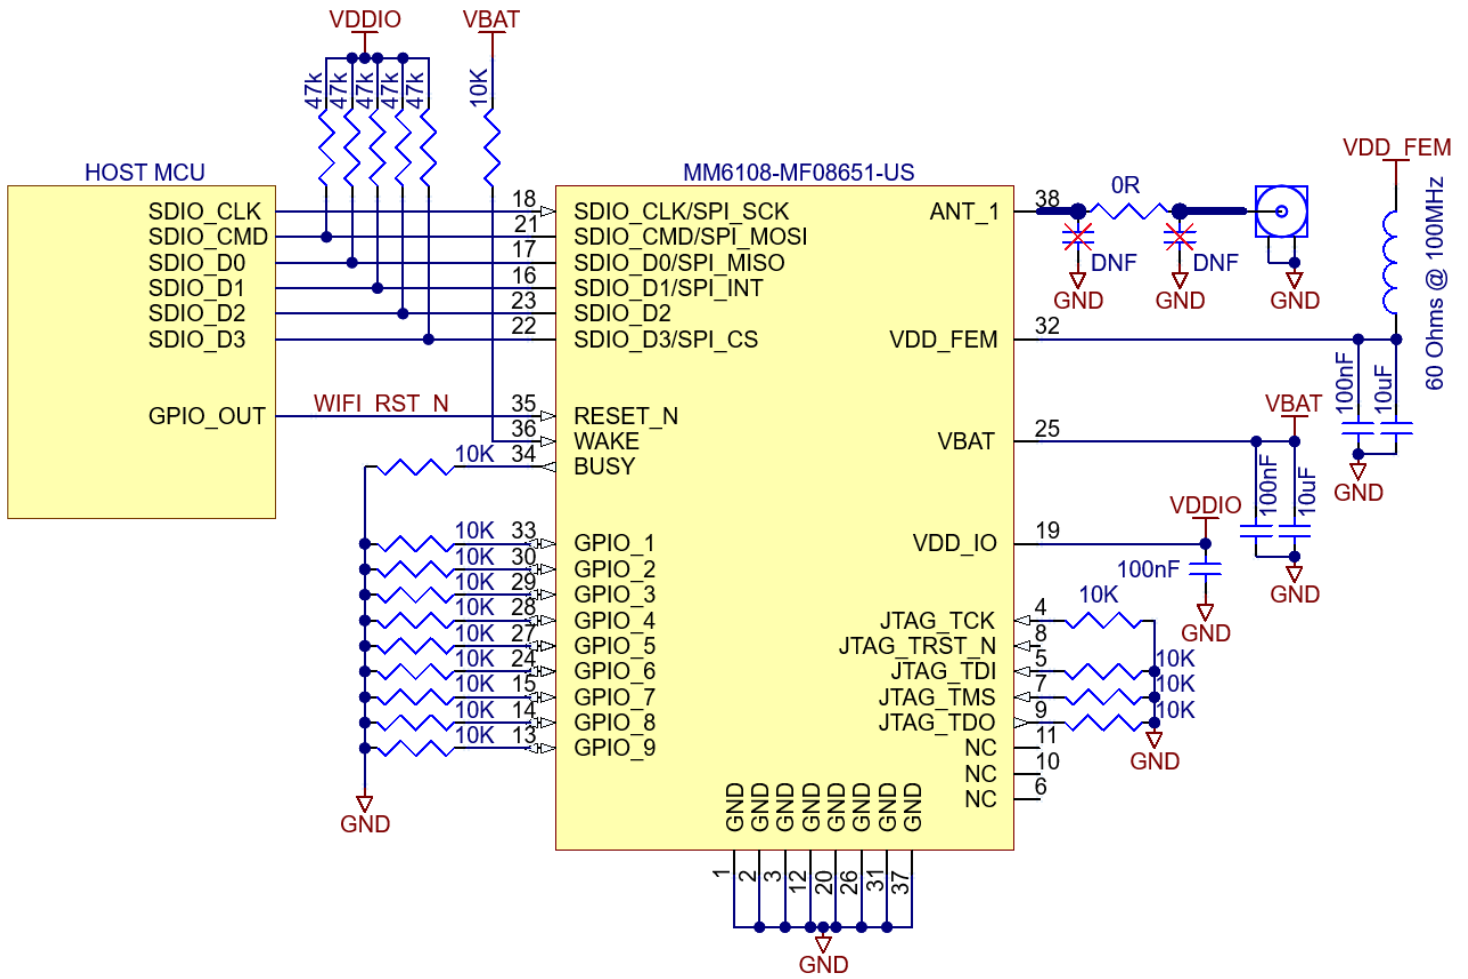 VDDIO
VBAT
47k
47k
47k
47k
47k
10K
HOST MCU
SDIO_CLK
SDIO_CMD
SDIO_D0
SDIO_D1
SDIO_D2
SDIO_D3
GPIO_OUT
WIFI_RST_N
MM6108-MF08651-US
18 SDIO_CLK/SPI_SCK
21 SDIO_CMD/SPI_MOSI
17 SDIO_D0/SPI_MISO
16 SDIO_D1/SPI_INT
23 SDIO_D2
22 SDIO_D3/SPI_CS
35 RESET_N
36 WAKE
10K 34 BUSY
10K 33 GPIO_1
10K 30 GPIO_2
10K 29 GPIO_3
10K 28 GPIO_4
10K 27 GPIO_5
10K 24 GPIO_6
10K 15 GPIO_7
10K 14 GPIO_8
10K 13 GPIO_9
GND
ANT_1 38
0R
DNF
DNF
GND
GND
GND
VDD_FEM
60 Ohms @ 100MHz
VDD_FEM 32
100nF
10uF
GND
VBAT
VBAT 25
100nF
10uF
GND
VDDIO
VDD_IO 19
100nF
GND
10K
JTAG_TCK 4
JTAG_TRST_N 8
JTAG_TDI 5 10K
JTAG_TMS 7 10K
JTAG_TDO 9 10K
GND
NC 11
NC 10
NC 6
GND GND GND GND GND GND GND GND
1 2 3 12 20 26 31 37
GND